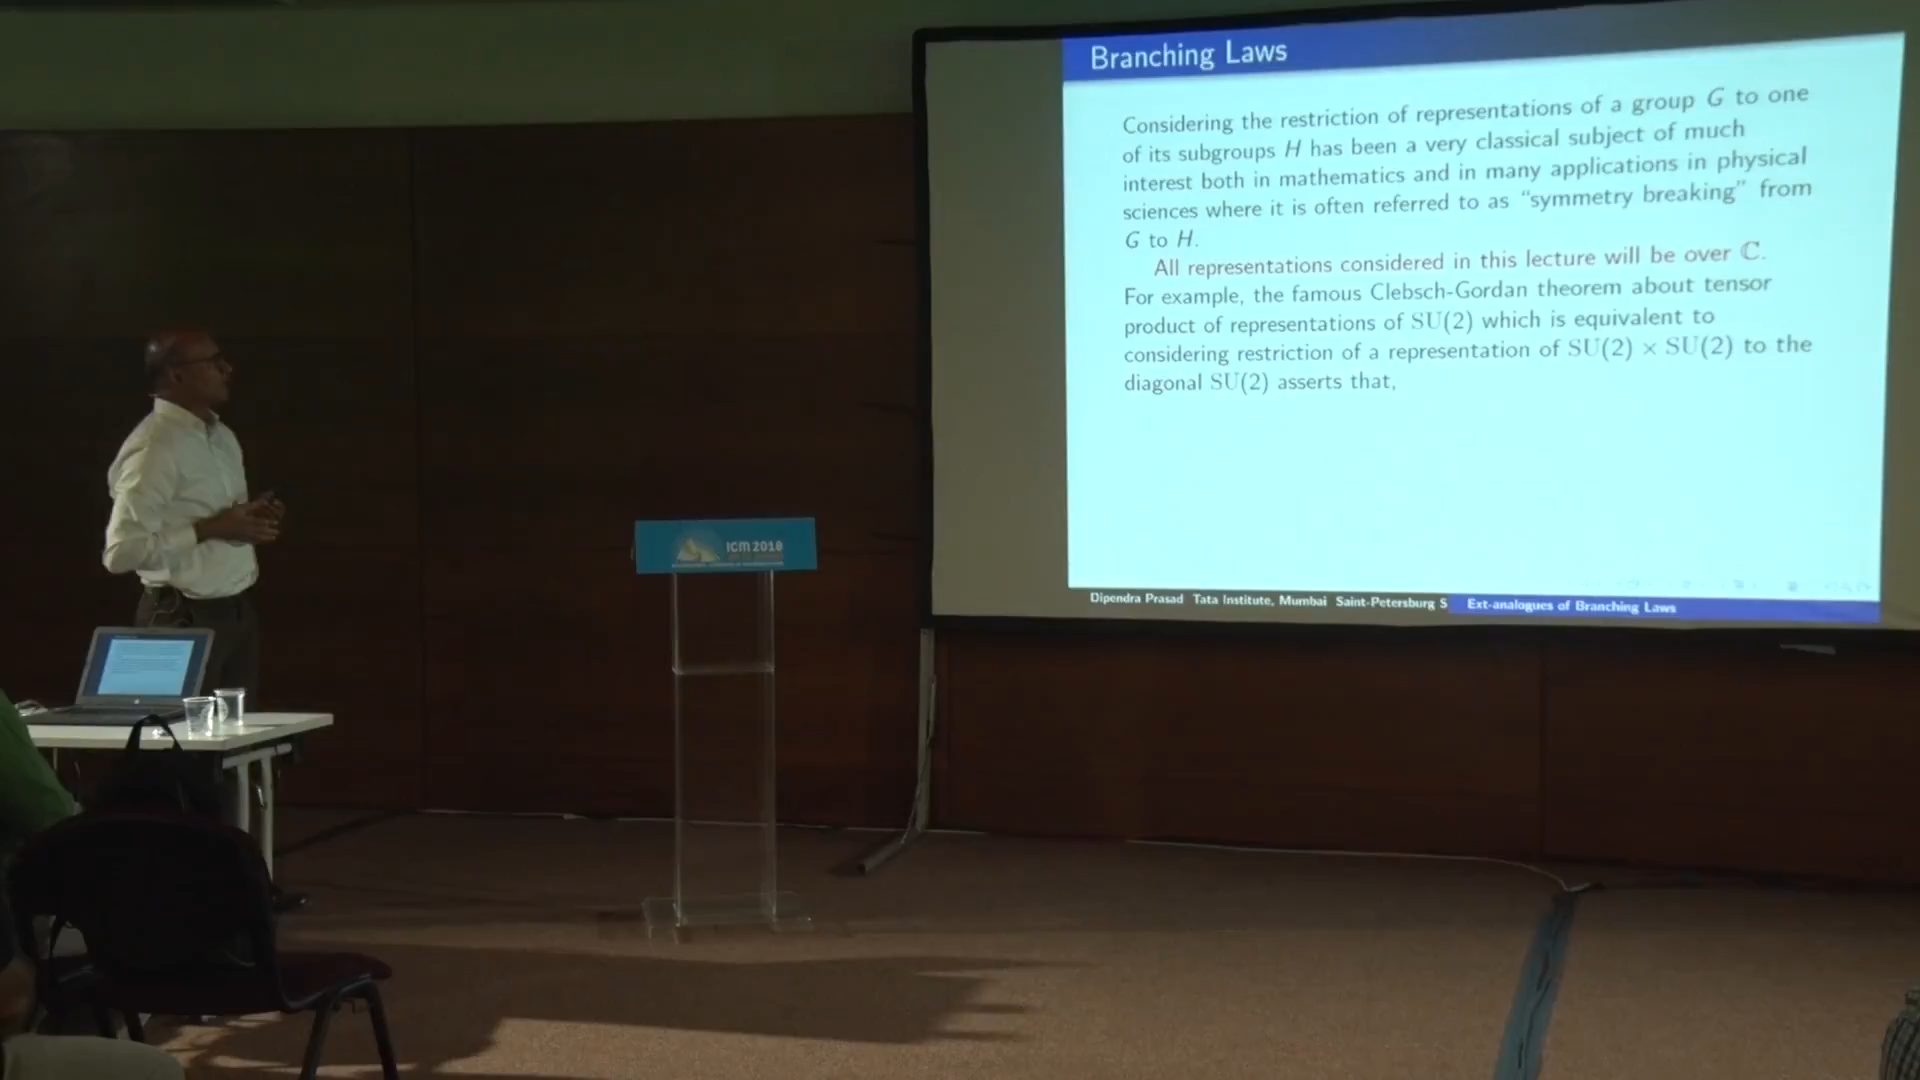 Branching Laws
Considering the restriction of representations of a group G to one
of its subgroups H has been a very classical subject of much
interest both in mathematics and in many applications in physical
sciences where it is often referred to as “symmetry breaking” from
G to H.
All representations considered in this lecture will be over ℂ.
For example, the famous Clebsch-Gordan theorem about tensor
product of representations of SU(2) which is equivalent to
considering restriction of a representation of SU(2) × SU(2) to the
diagonal SU(2) asserts that,
Dipendra Prasad Tata Institute, Mumbai Saint-Petersburg S Ext-analogues of Branching Laws
ICM 2018